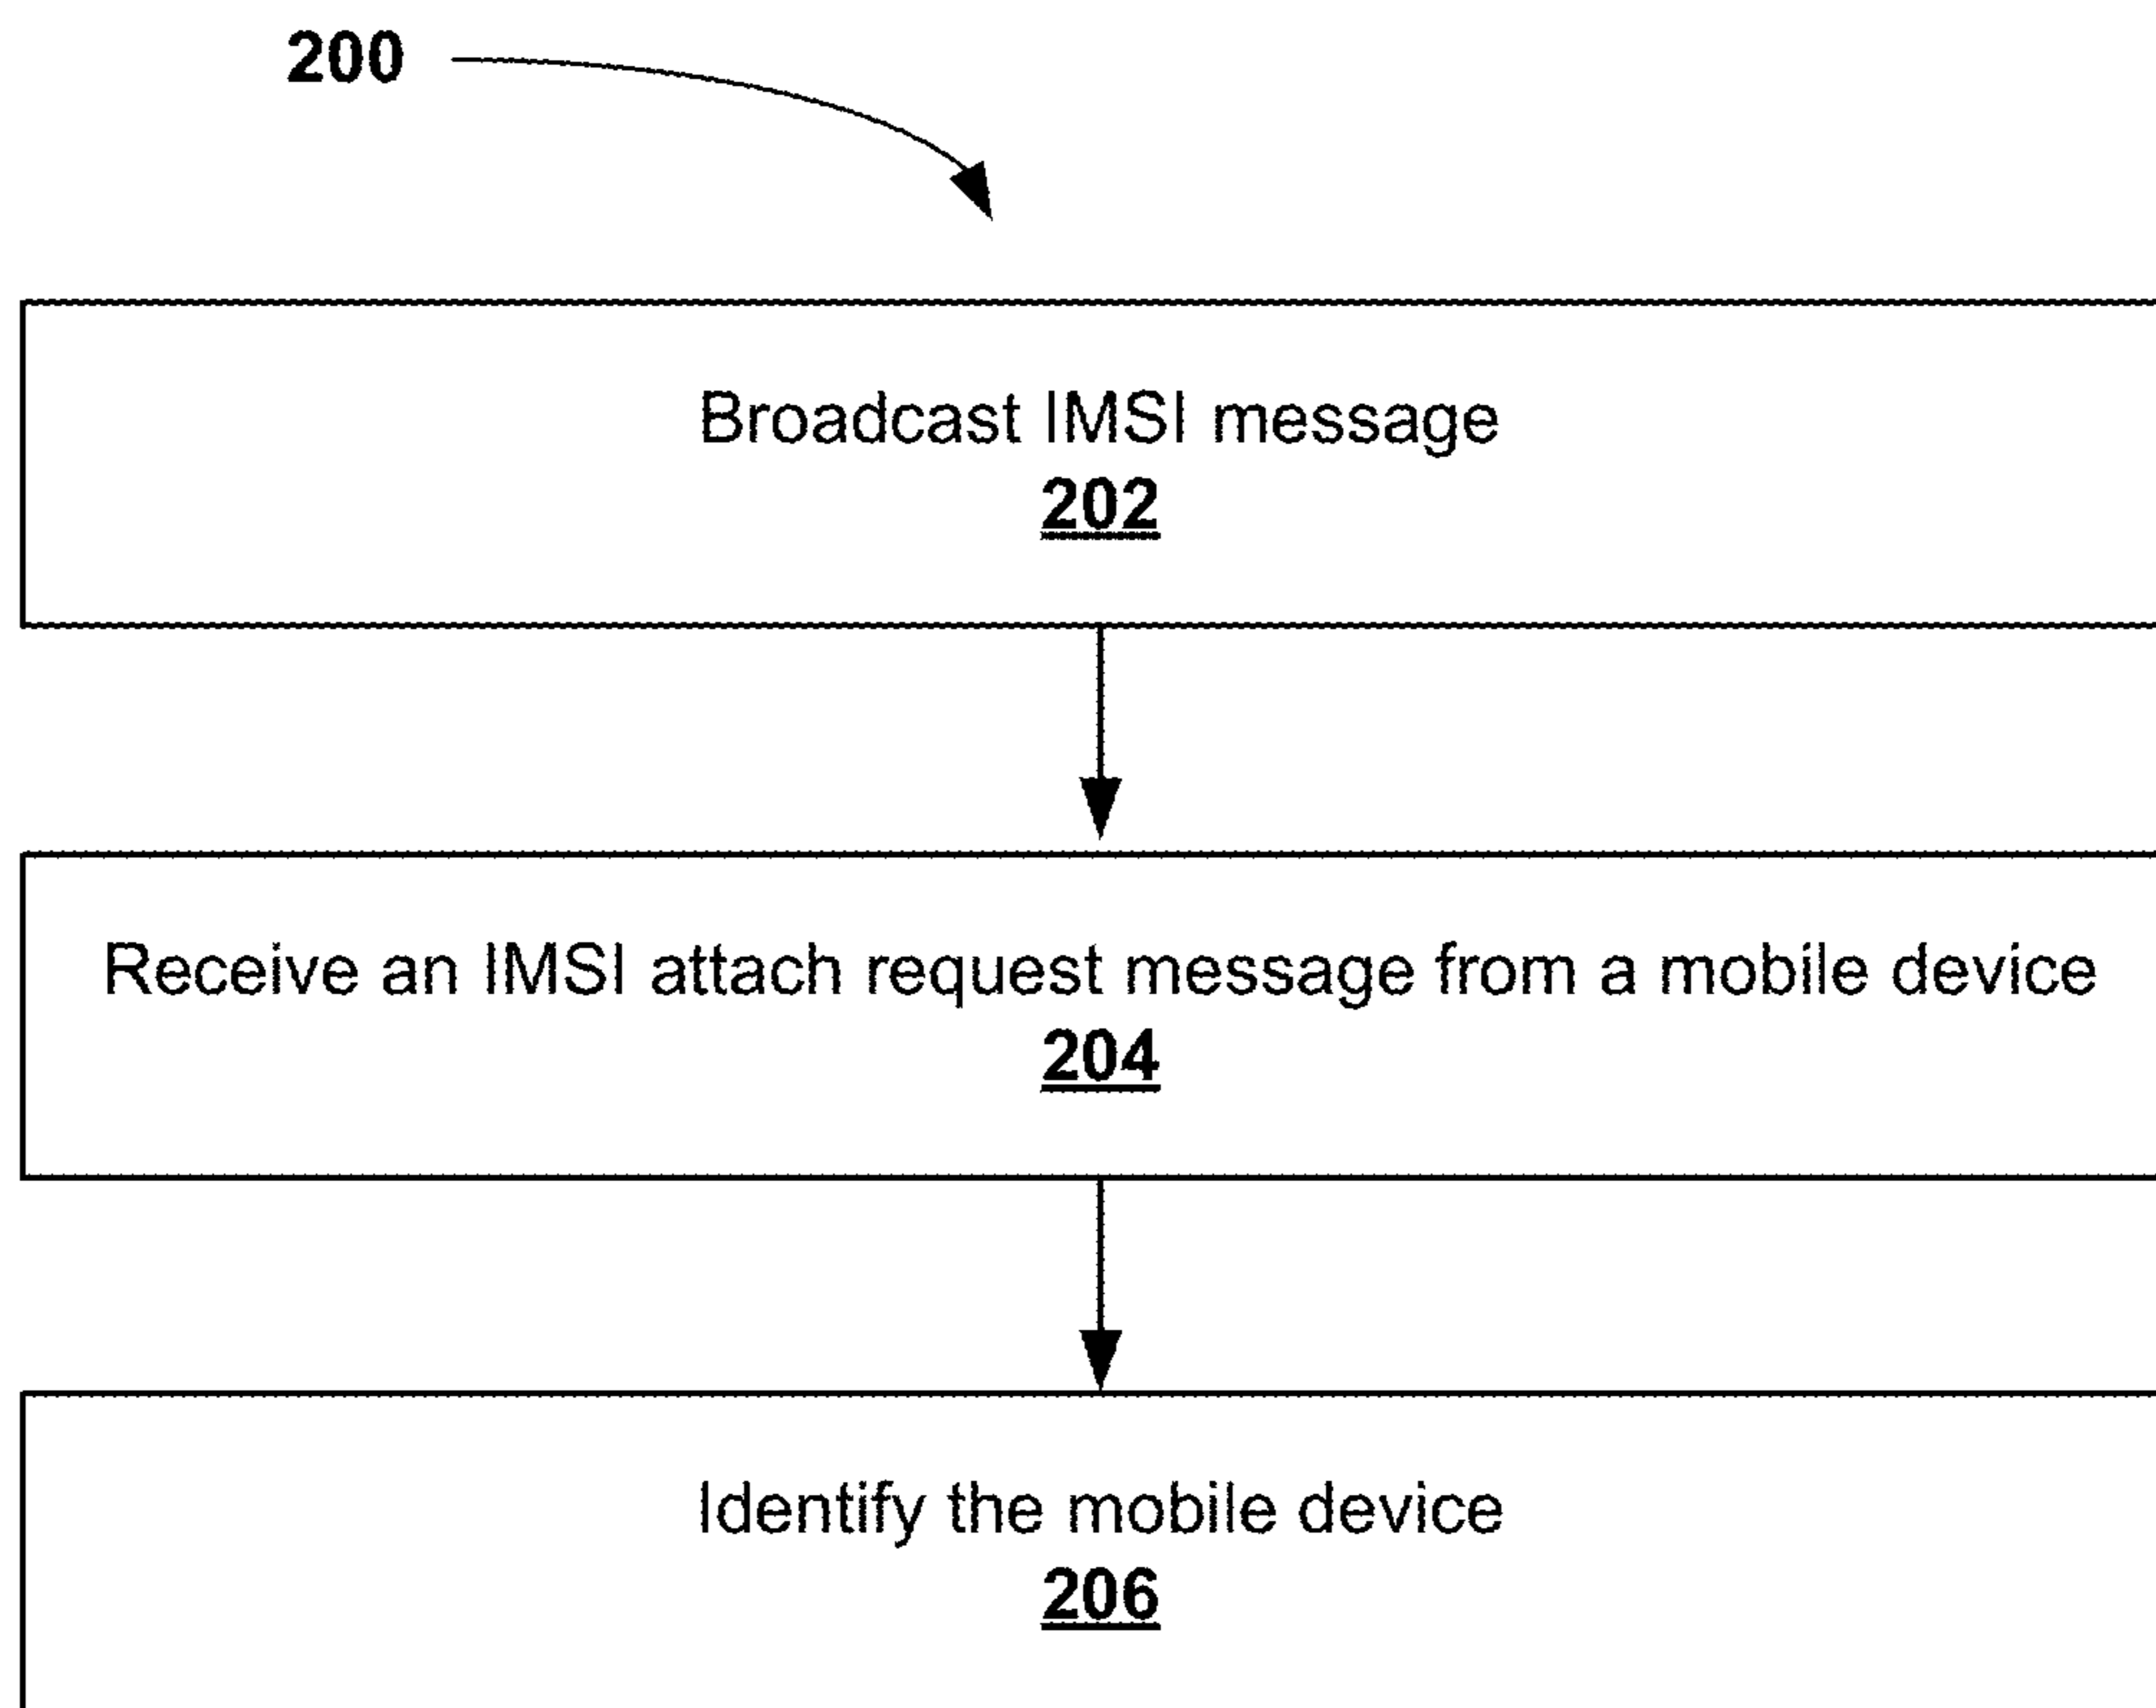 200
Broadcast IMSI message
202
Receive an IMSI attach request message from a mobile device
204
Identify the mobile device
206